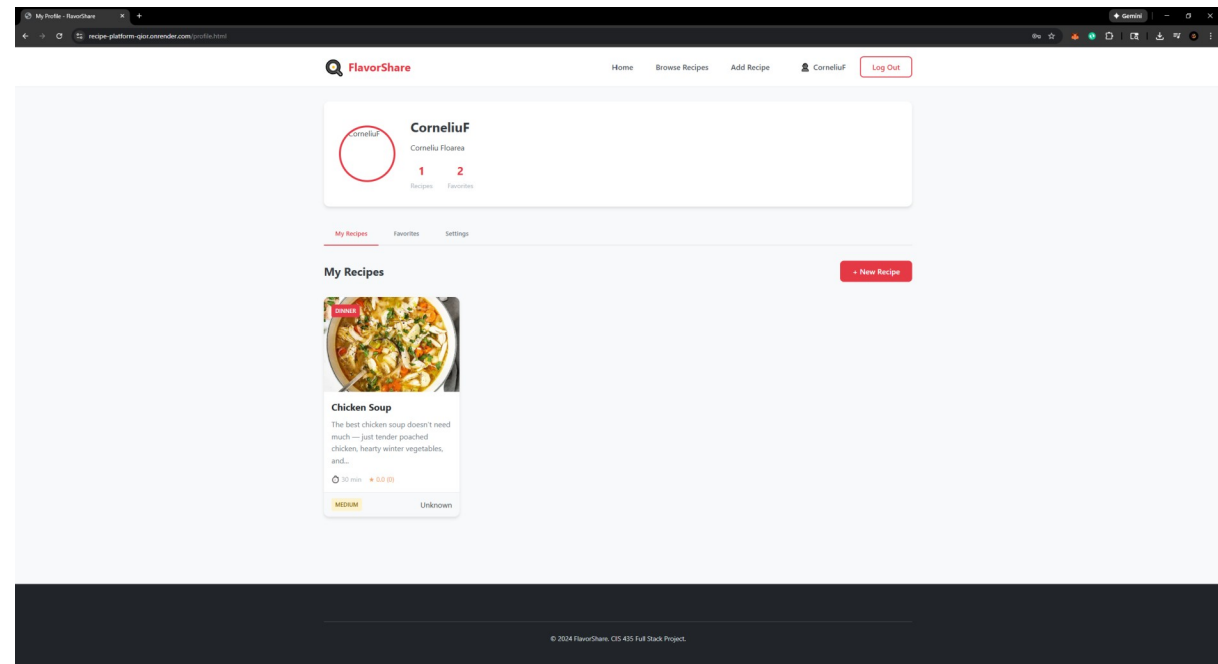 My Profile - FlavorShare
Gemini
recipe-platform-qior.onrender.com/profile.html
FlavorShare
Home
Browse Recipes
Add Recipe
CorneliuF
Log Out
CorneliuF
CorneliuF
Corneliu Floarea
1 2
Recipes Favorites
My Recipes
Favorites
Settings
My Recipes
+ New Recipe
DINNER
Chicken Soup
The best chicken soup doesn't need
much — just tender poached
chicken, hearty winter vegetables,
and...
30 min ★ 0.0 (0)
MEDIUM
Unknown
© 2024 FlavorShare. CIS 435 Full Stack Project.